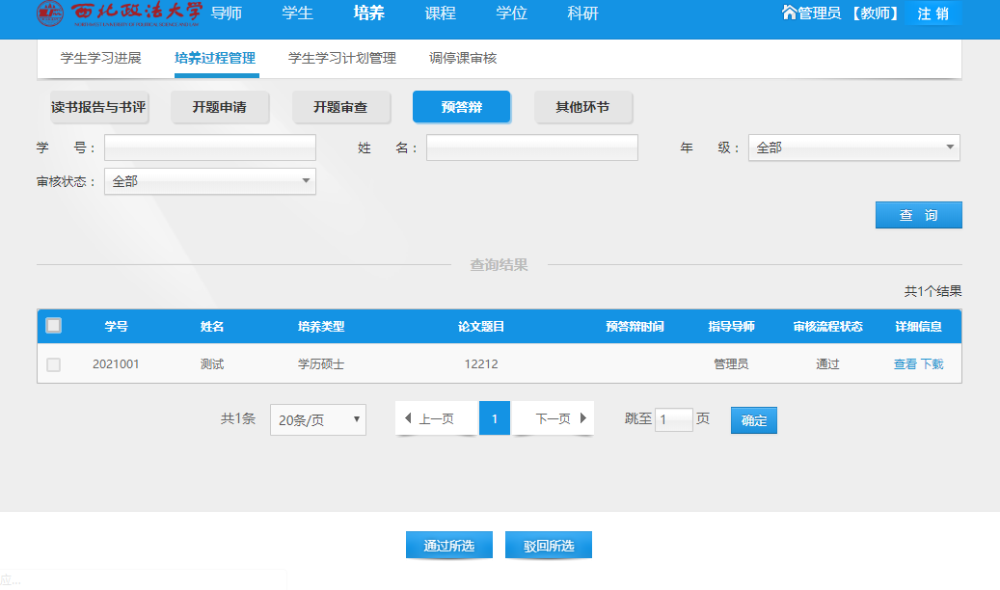 西北政法大学 导师 学生 培养 课程 学位 科研 管理员 【教师】 注 销
学生学习进展 培养过程管理 学生学习计划管理 调停课审核
读书报告与书评 开题申请 开题审查 预答辩 其他环节
学 号： 姓 名： 年 级： 全部
审核状态： 全部
查 询
查询结果
共1个结果
学号 姓名 培养类型 论文题目 预答辩时间 指导导师 审核流程状态 详细信息
2021001 测试 学历硕士 12212 管理员 通过 查看 下载
共1条 20条/页 上一页 1 下一页 跳至 1 页 确定
通过所选 驳回所选
应...